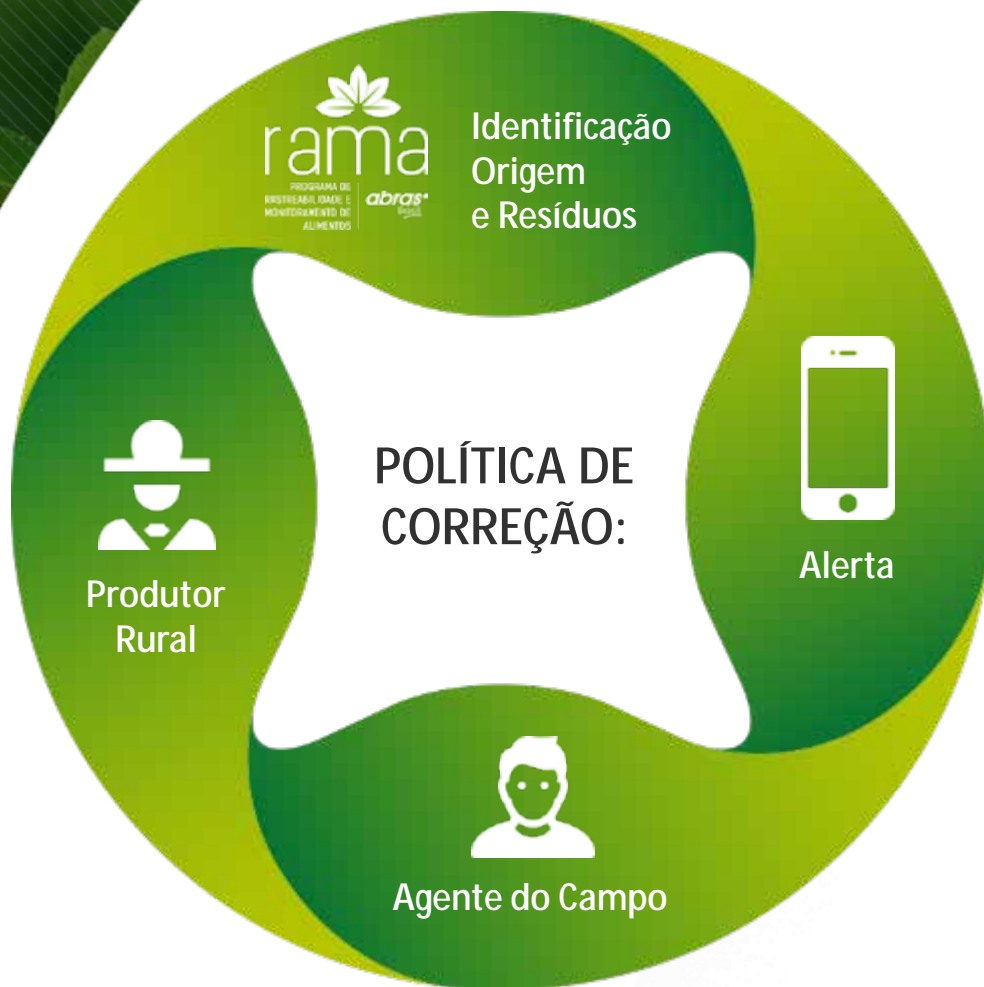 rama
PROGRAMA DE
RASTREABILIDADE E
MONITORAMENTO DE
ALIMENTOS
abras
Brasil
Identificação
Origem
e Resíduos
Alerta
POLÍTICA DE
CORREÇÃO:
Produtor
Rural
Agente do Campo